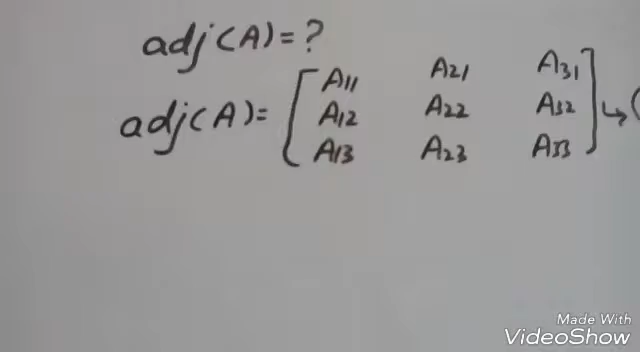 adj(A)=?
adj(A)= [ A11 A21 A31
A12 A22 A32
A13 A23 A33 ] ↳(
Made With
VideoShow